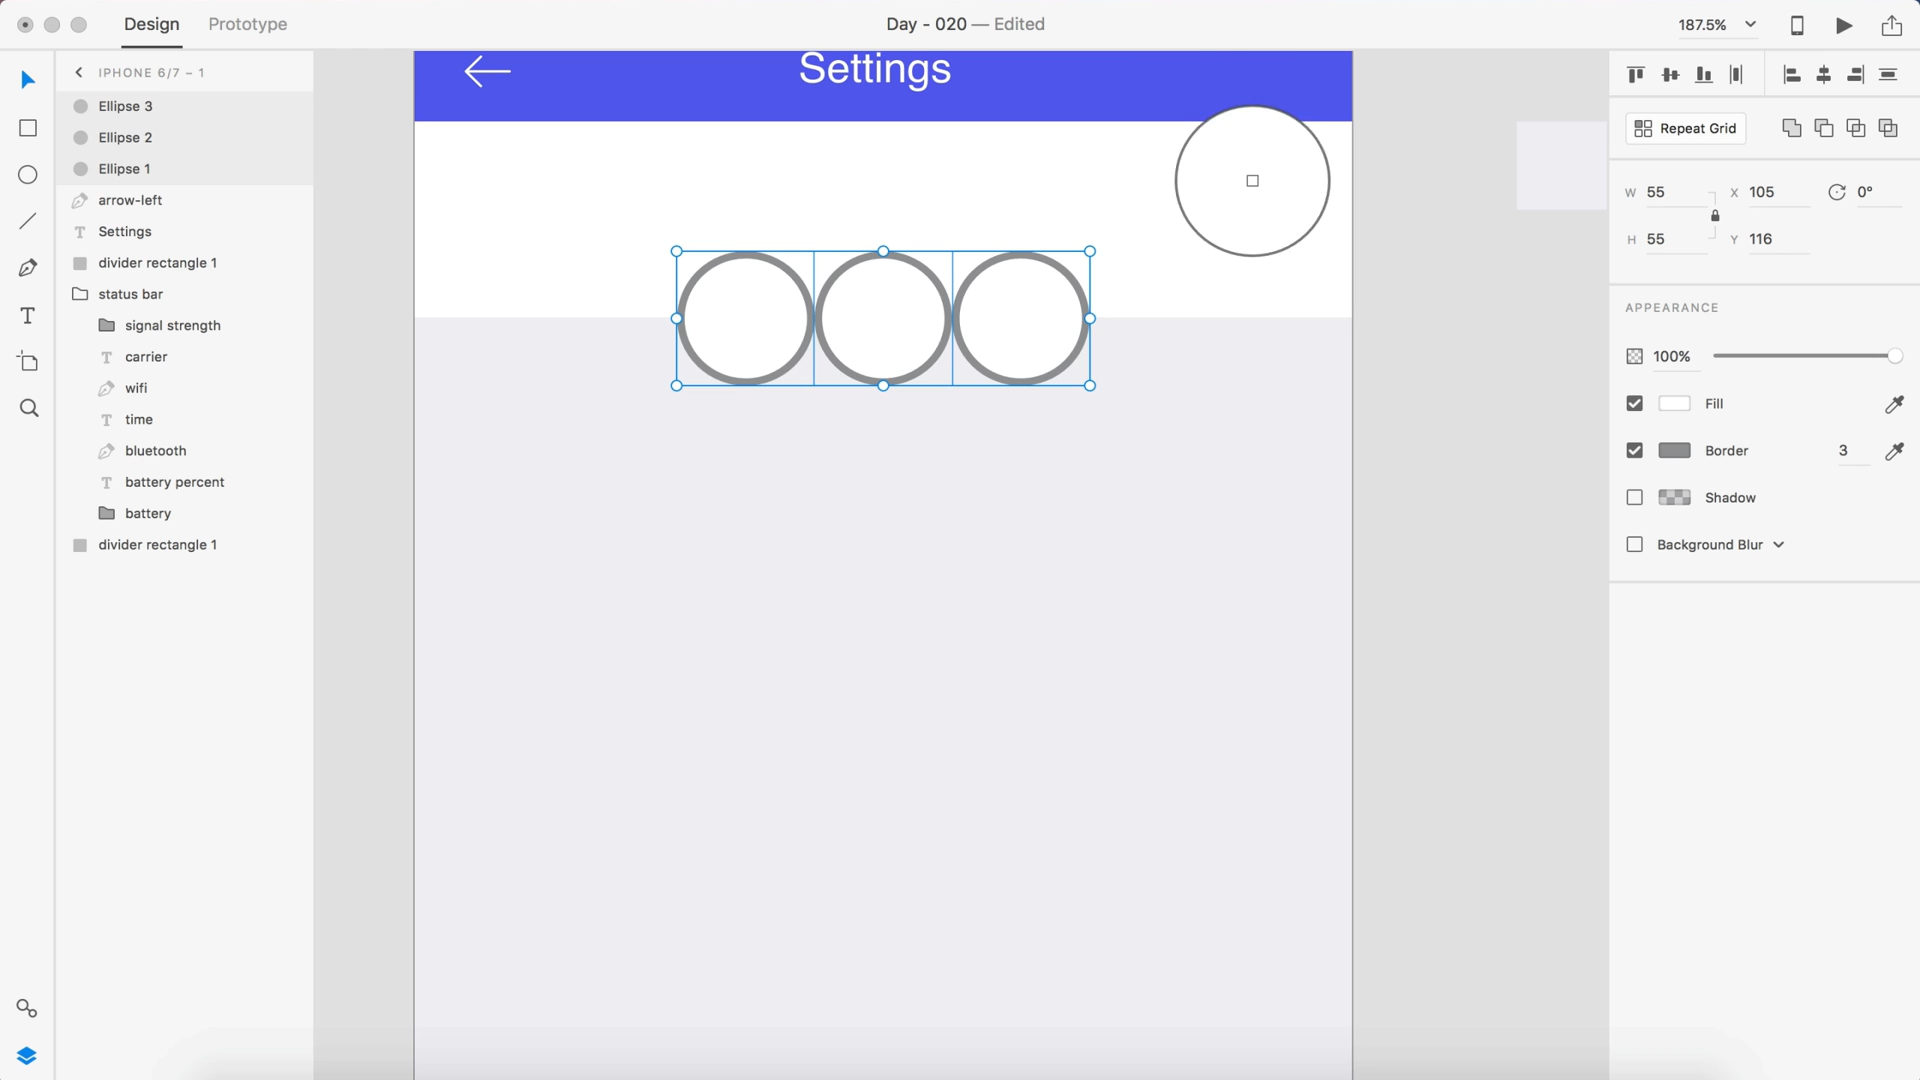 Design
Prototype
Day - 020 — Edited
187.5%
IPHONE 6/7 – 1
Ellipse 3
Ellipse 2
Ellipse 1
arrow-left
Settings
divider rectangle 1
status bar
signal strength
carrier
wifi
time
bluetooth
battery percent
battery
divider rectangle 1
Settings
Repeat Grid
W 55 X 105 0°
H 55 Y 116
APPEARANCE
100%
Fill
Border 3
Shadow
Background Blur